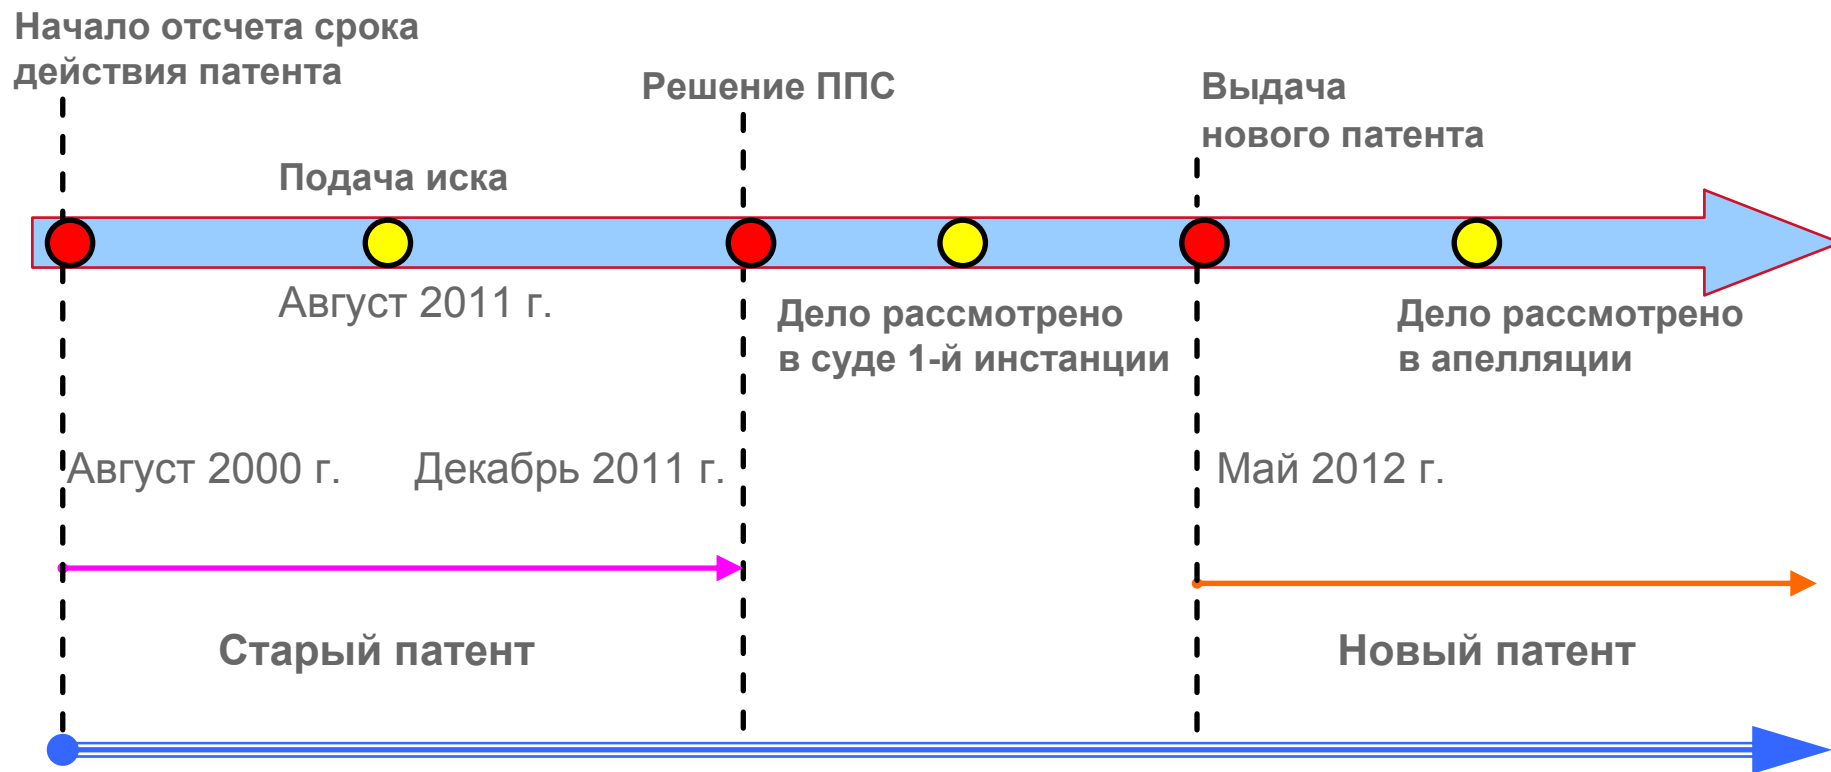 Начало отсчета срока
действия патента
Решение ППС
Выдача
нового патента
Подача иска
Август 2011 г.
Дело рассмотрено
в суде 1-й инстанции
Дело рассмотрено
в апелляции
Август 2000 г.
Декабрь 2011 г.
Май 2012 г.
Старый патент
Новый патент